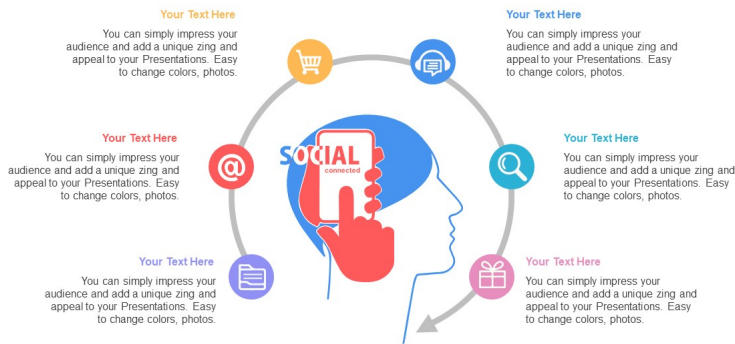 Your Text Here
You can simply impress your
audience and add a unique zing and
appeal to your Presentations. Easy
to change colors, photos.
Your Text Here
You can simply impress your
audience and add a unique zing and
appeal to your Presentations. Easy
to change colors, photos.
Your Text Here
You can simply impress your
audience and add a unique zing and
appeal to your Presentations. Easy
to change colors, photos.
SOCIAL
connected
@
Your Text Here
You can simply impress your
audience and add a unique zing and
appeal to your Presentations. Easy
to change colors, photos.
Your Text Here
You can simply impress your
audience and add a unique zing and
appeal to your Presentations. Easy
to change colors, photos.
Your Text Here
You can simply impress your
audience and add a unique zing and
appeal to your Presentations. Easy
to change colors, photos.